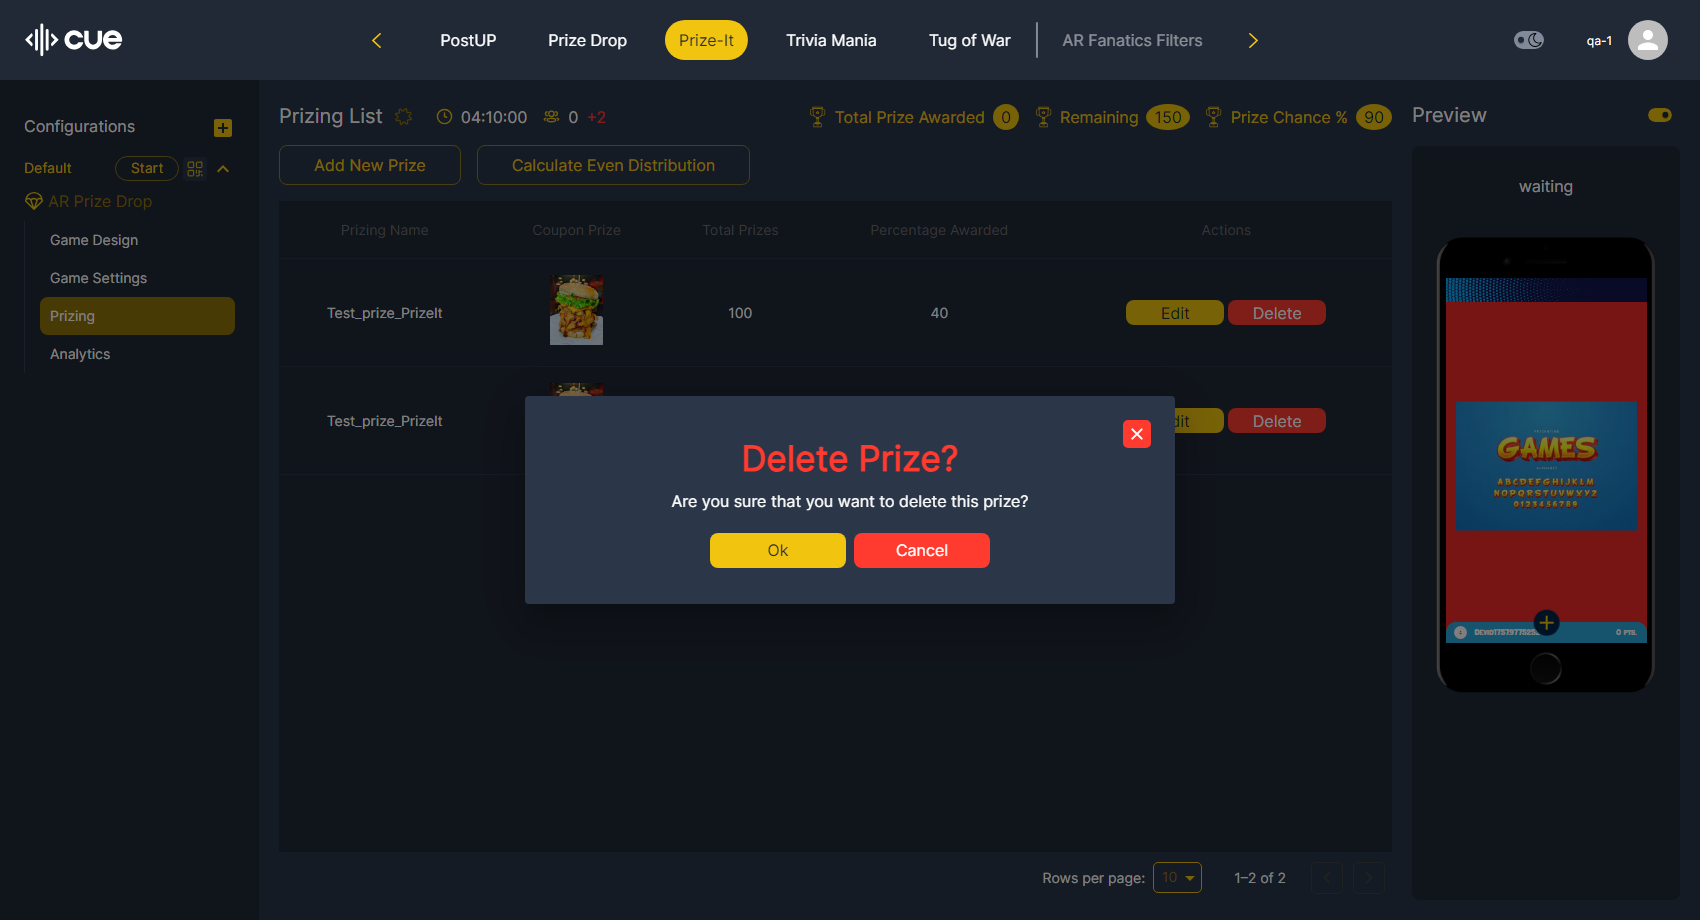 cue
PostUP
Prize Drop
Prize-It
Trivia Mania
Tug of War
AR Fanatics Filters
qa-1
Configurations
Default
Start
AR Prize Drop
Game Design
Game Settings
Prizing
Analytics
Prizing List
04:10:00
0 +2
Total Prize Awarded 0
Remaining 150
Prize Chance % 90
Add New Prize
Calculate Even Distribution
Prizing Name
Coupon Prize
Total Prizes
Percentage Awarded
Actions
Test_prize_PrizeIt
100
40
Edit
Delete
Test_prize_PrizeIt
dit
Delete
Delete Prize?
Are you sure that you want to delete this prize?
Ok
Cancel
Rows per page:
10
1–2 of 2
Preview
waiting
GAMES
ABCDEFGHIJKLM
NOPQRSTUVWXYZ
0123456789
0 PTS.